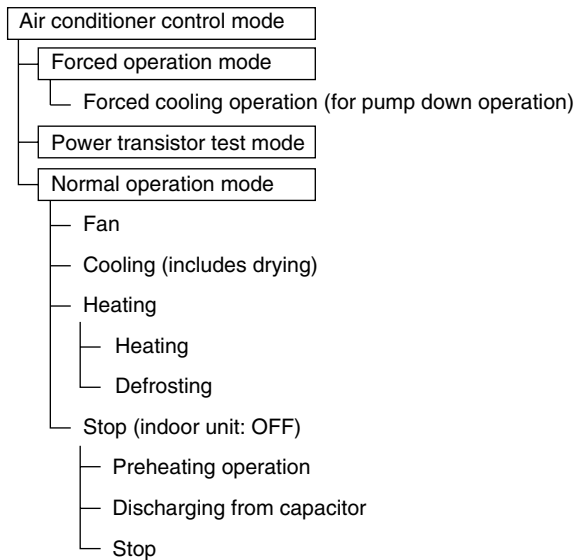 Air conditioner control mode
Forced operation mode
Forced cooling operation (for pump down operation)
Power transistor test mode
Normal operation mode
Fan
Cooling (includes drying)
Heating
Heating
Defrosting
Stop (indoor unit: OFF)
Preheating operation
Discharging from capacitor
Stop